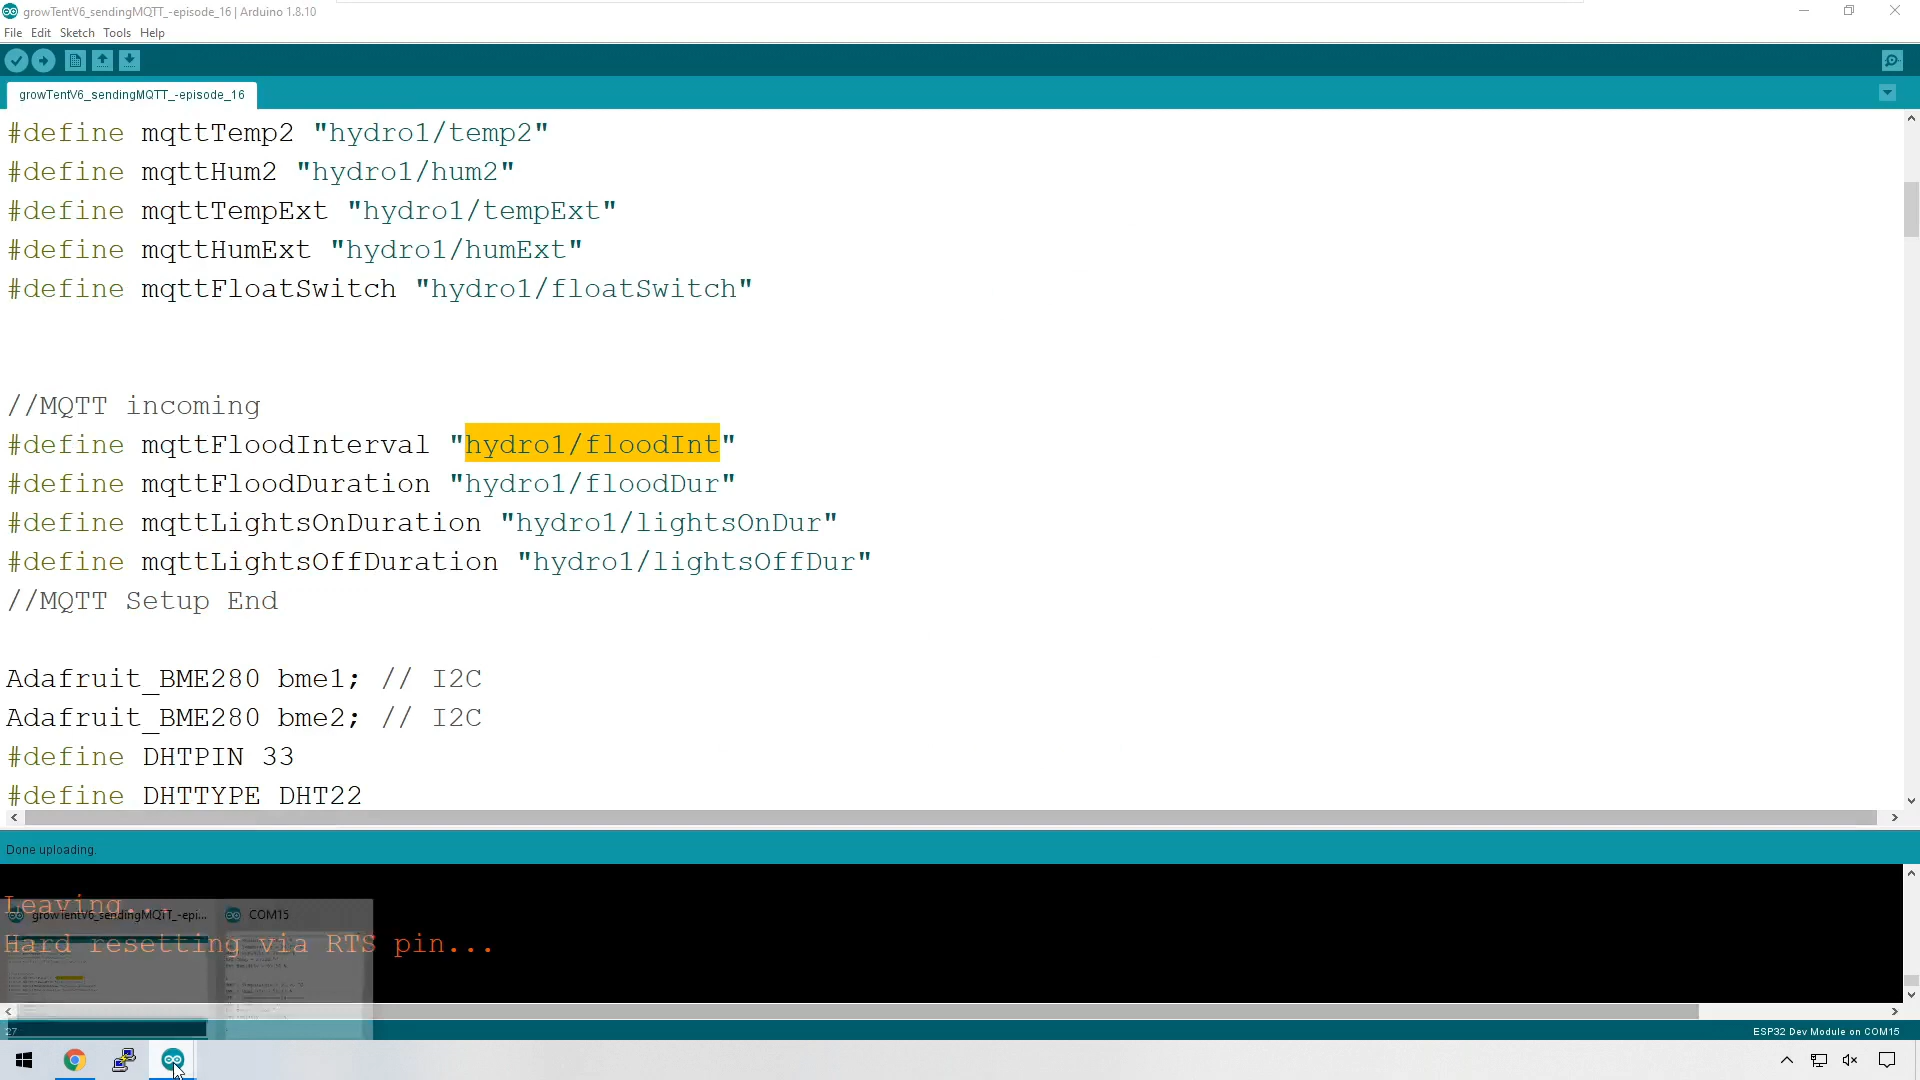 growTentV6_sendingMQTT_-episode_16 | Arduino 1.8.10
File Edit Sketch Tools Help
growTentV6_sendingMQTT_-episode_16
#define mqttTemp2 "hydro1/temp2"
#define mqttHum2 "hydro1/hum2"
#define mqttTempExt "hydro1/tempExt"
#define mqttHumExt "hydro1/humExt"
#define mqttFloatSwitch "hydro1/floatSwitch"
//MQTT incoming
#define mqttFloodInterval "hydro1/floodInt"
#define mqttFloodDuration "hydro1/floodDur"
#define mqttLightsOnDuration "hydro1/lightsOnDur"
#define mqttLightsOffDuration "hydro1/lightsOffDur"
//MQTT Setup End
Adafruit_BME280 bme1; // I2C
Adafruit_BME280 bme2; // I2C
#define DHTPIN 33
#define DHTTYPE DHT22
Done uploading.
Leaving...
growTentV6_sendingMQTT_-epi... COM15
Hard resetting via RTS pin...
27 ESP32 Dev Module on COM15